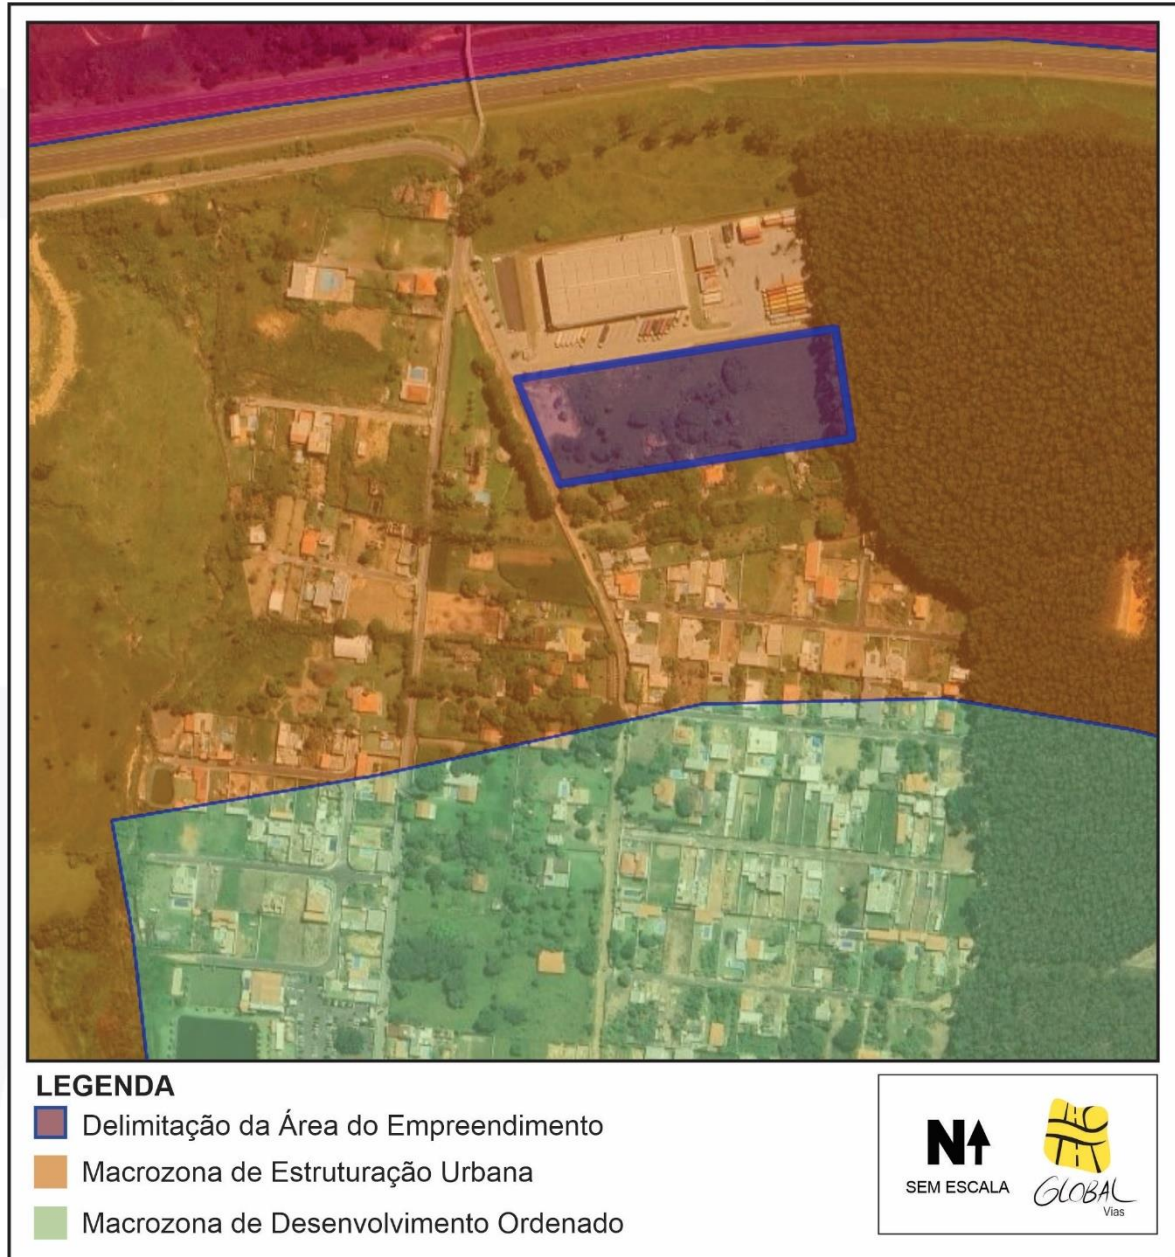 LEGENDA
Delimitação da Área do Empreendimento
Macrozona de Estruturação Urbana
Macrozona de Desenvolvimento Ordenado
N
SEM ESCALA
GLOBAL
Vias